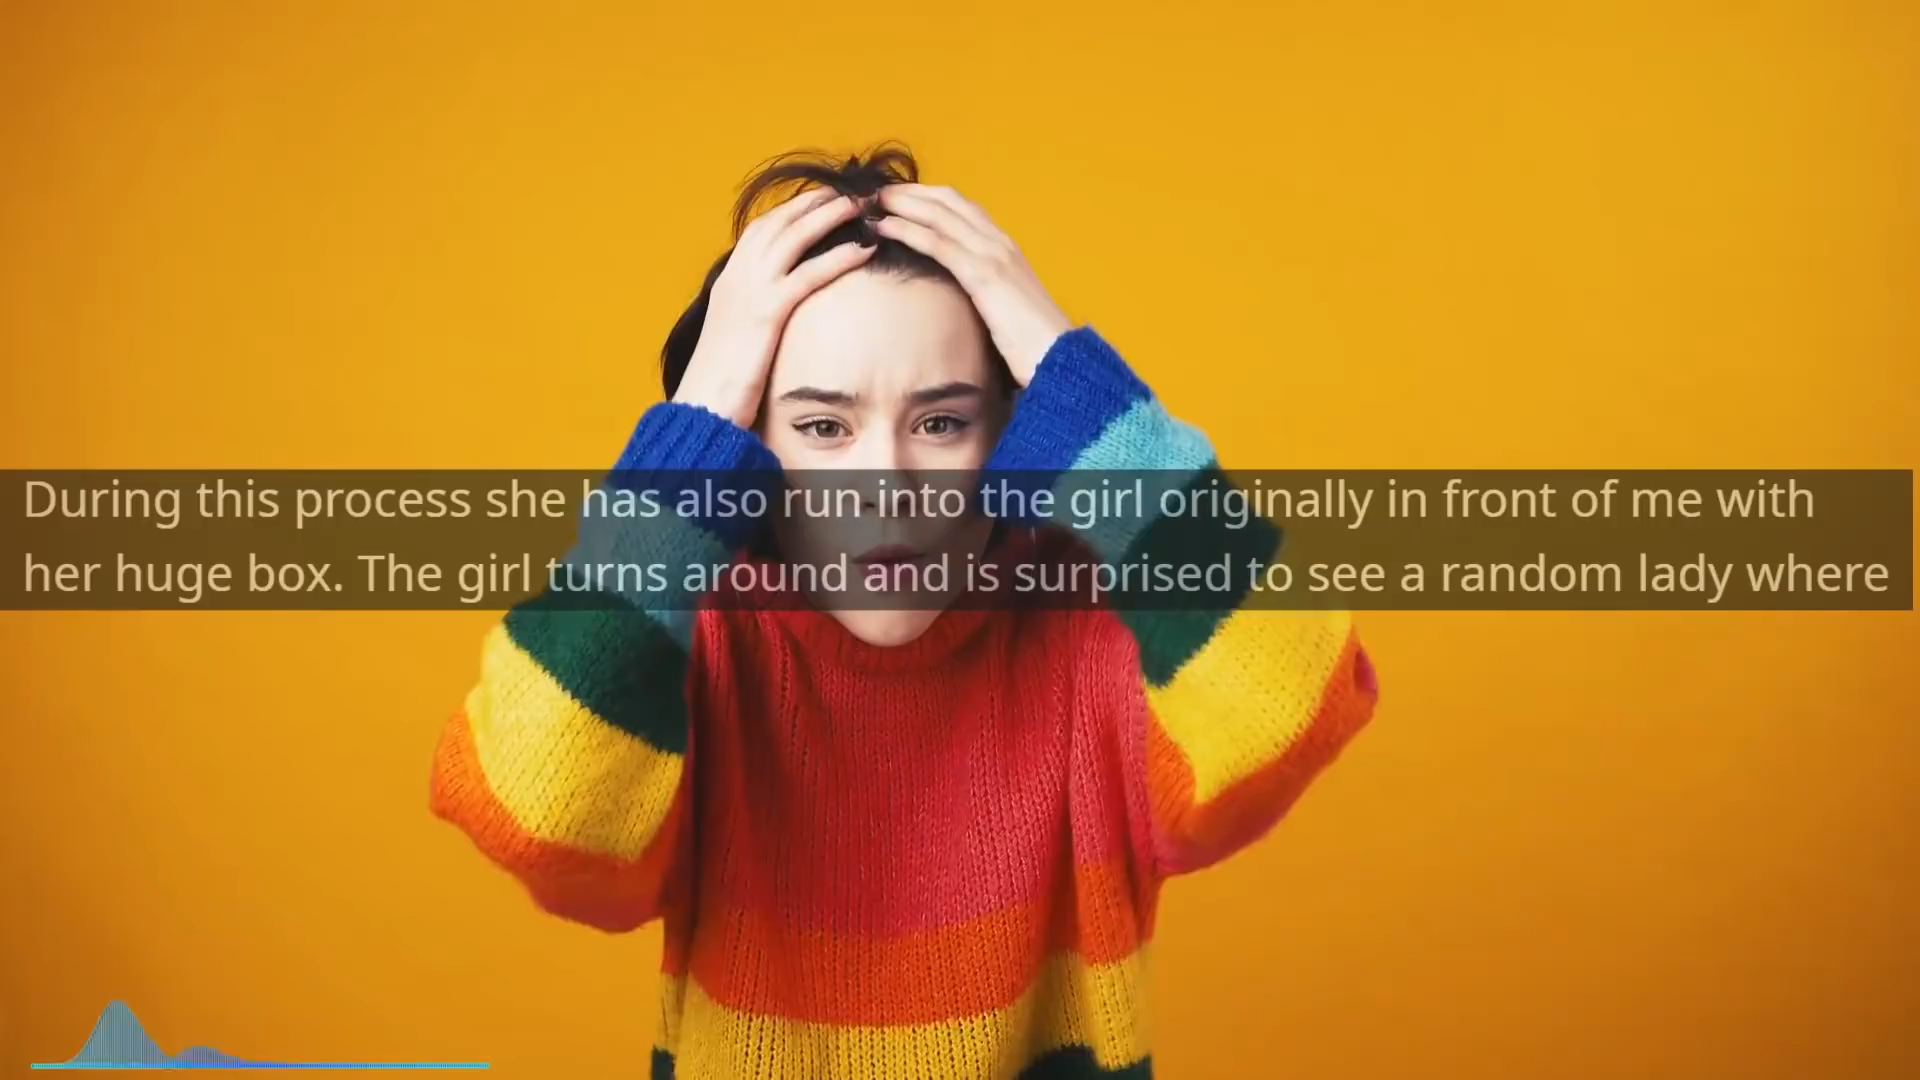 During this process she has also run into the girl originally in front of me with
her huge box. The girl turns around and is surprised to see a random lady where